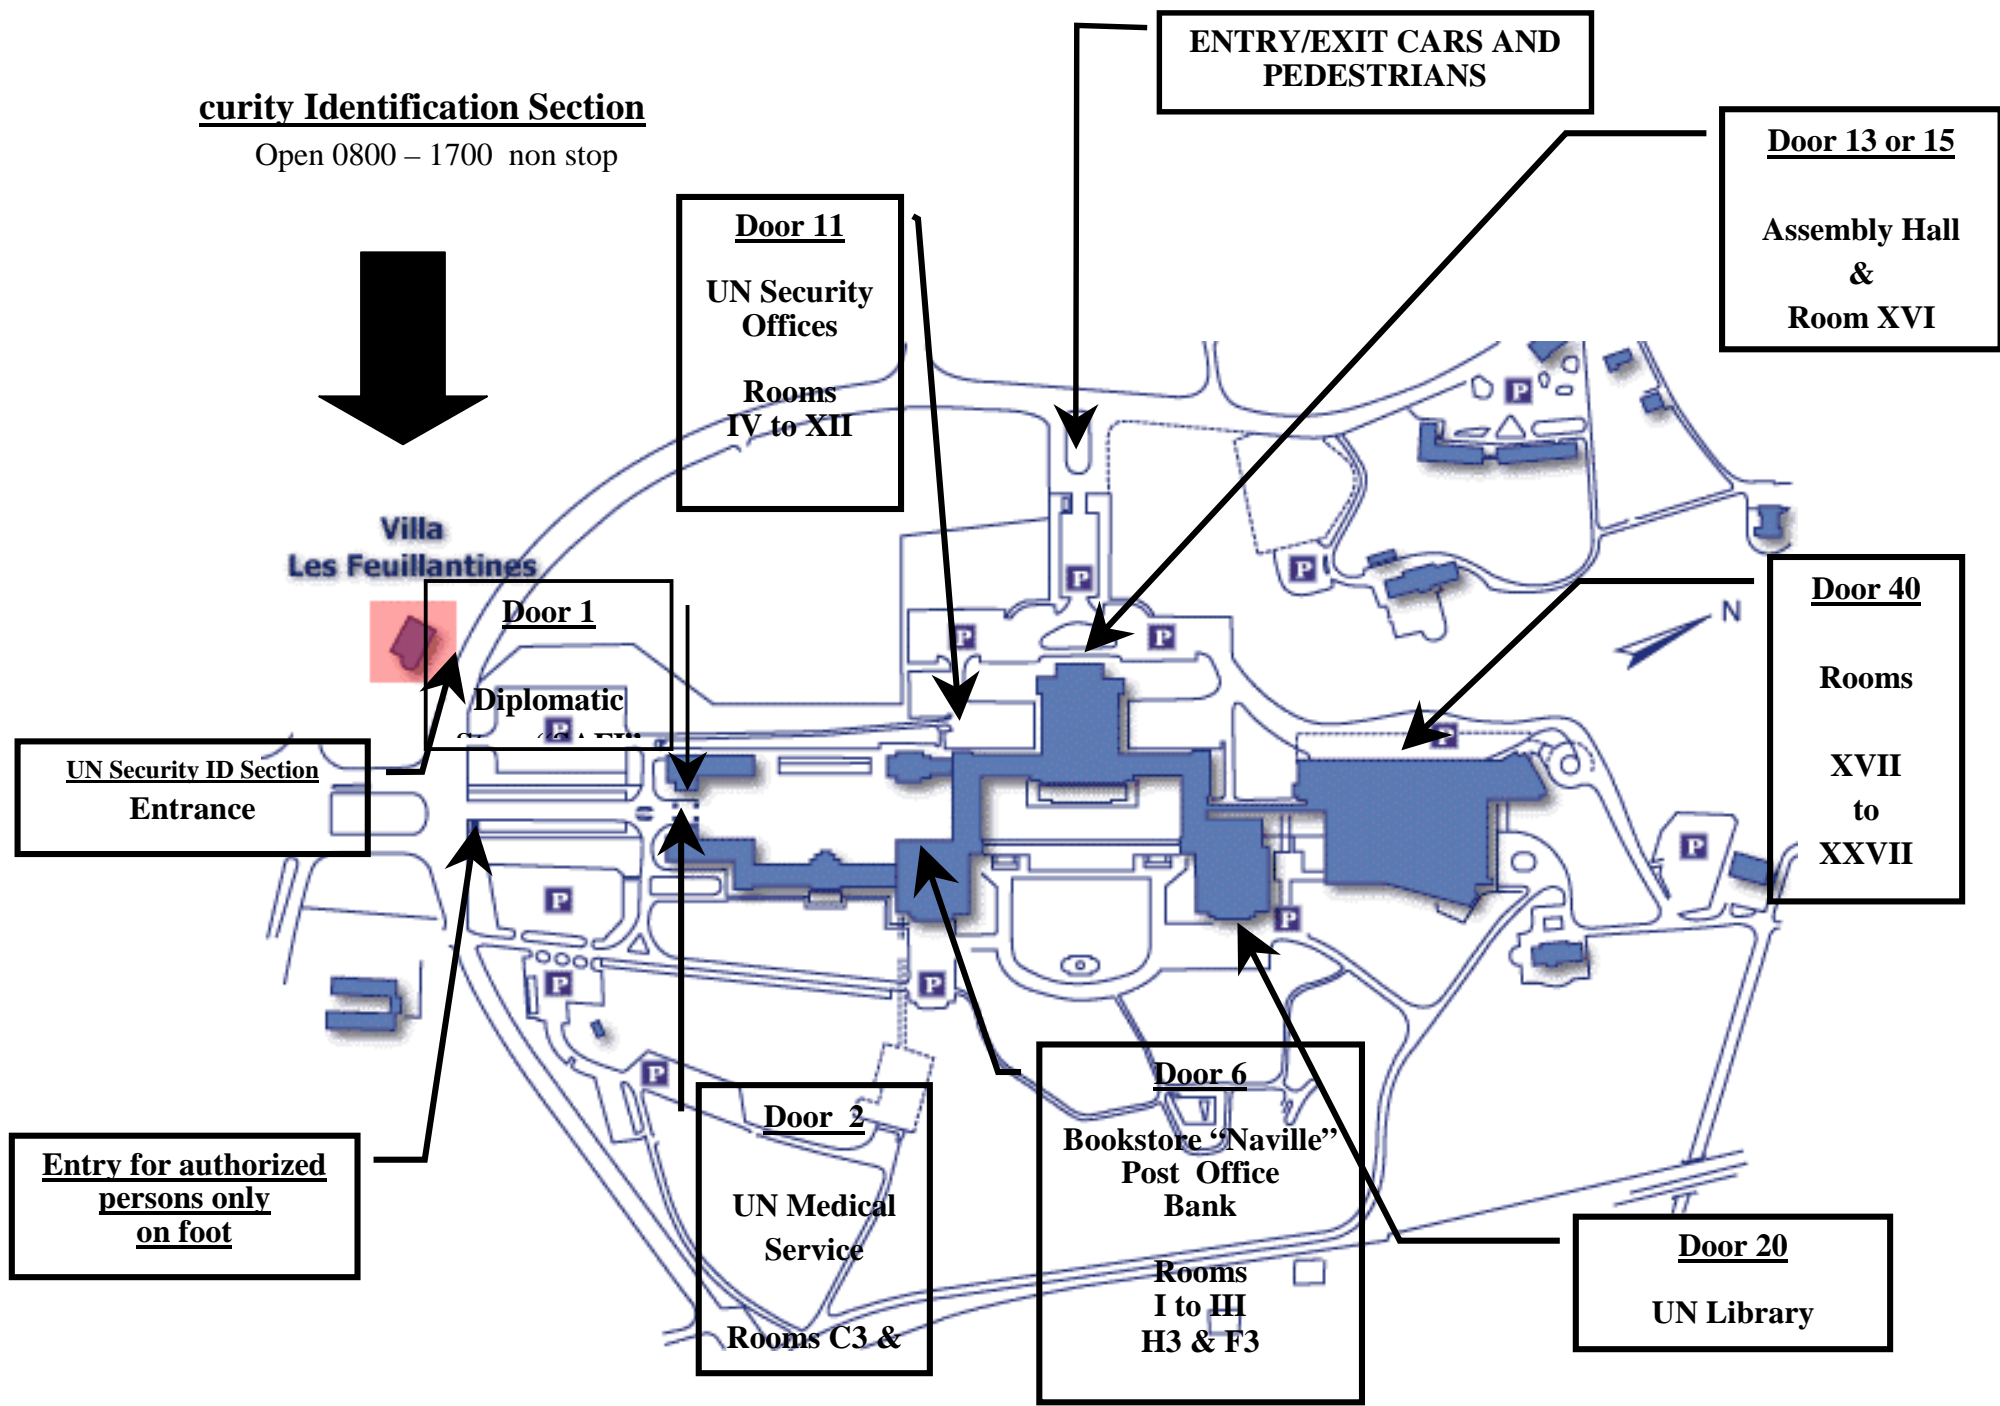 ENTRY/EXIT CARS AND
PEDESTRIANS
curity Identification Section
Open 0800 – 1700 non stop
Door 13 or 15
Assembly Hall
&
Room XVI
Door 11
UN Security
Offices
Rooms
IV to XII
Villa
Les Feuillantines
Door 1
Diplomatic
Door 40
Rooms
XVII
to
XXVII
N
P
P
P
P
P
P
P
P
P
P
P
P
P
UN Security ID Section
Entrance
Entry for authorized
persons only
on foot
Door 2
UN Medical
Service
Rooms C3 &
Door 6
Bookstore “Naville”
Post Office
Bank
Rooms
I to III
H3 & F3
Door 20
UN Library